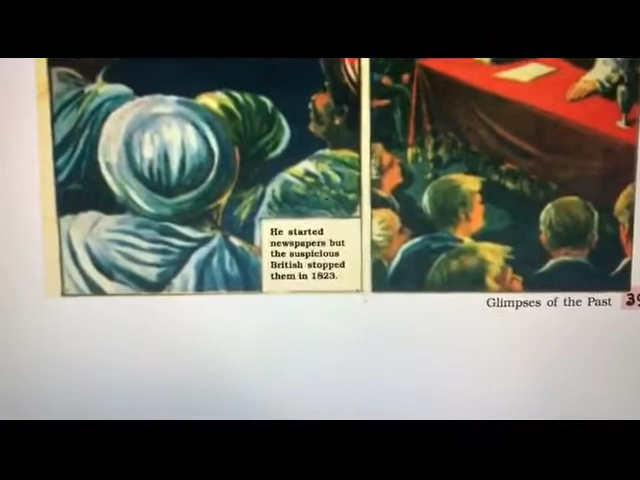 He started
newspapers but
the suspicious
British stopped
them in 1823.
Glimpses of the Past